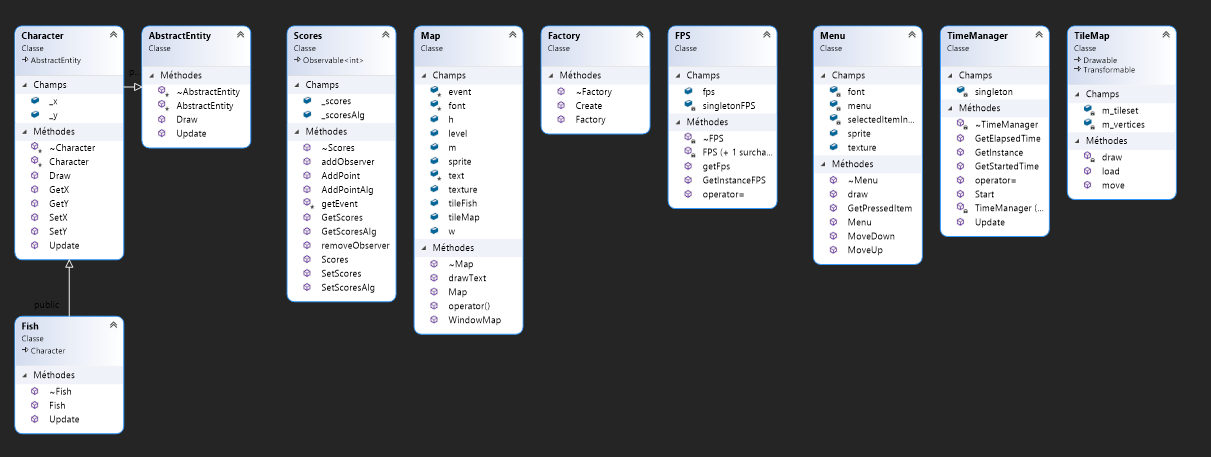 Character
Classe
AbstractEntity
Champs
_x
_y
Méthodes
~Character
Character
Draw
GetX
GetY
SetX
SetY
Update
p...
AbstractEntity
Classe
Méthodes
~AbstractEntity
AbstractEntity
Draw
Update
public
Fish
Classe
Character
Méthodes
~Fish
Fish
Update
Scores
Classe
Observable<int>
Champs
_scores
_scoresAlg
Méthodes
~Scores
addObserver
AddPoint
AddPointAlg
getEvent
GetScores
GetScoresAlg
removeObserver
Scores
SetScores
SetScoresAlg
Map
Classe
Champs
event
font
h
level
m
sprite
text
texture
tileFish
tileMap
w
Méthodes
~Map
drawText
Map
operator()
WindowMap
Factory
Classe
Méthodes
~Factory
Create
Factory
FPS
Classe
Champs
fps
singletonFPS
Méthodes
~FPS
FPS (+ 1 surcha...
getFps
GetInstanceFPS
operator=
Menu
Classe
Champs
font
menu
selectedItemIn...
sprite
texture
Méthodes
~Menu
draw
GetPressedItem
Menu
MoveDown
MoveUp
TimeManager
Classe
Champs
singleton
Méthodes
~TimeManager
GetElapsedTime
GetInstance
GetStartedTime
operator=
Start
TimeManager (...
Update
TileMap
Classe
Drawable
Transformable
Champs
m_tileset
m_vertices
Méthodes
draw
load
move